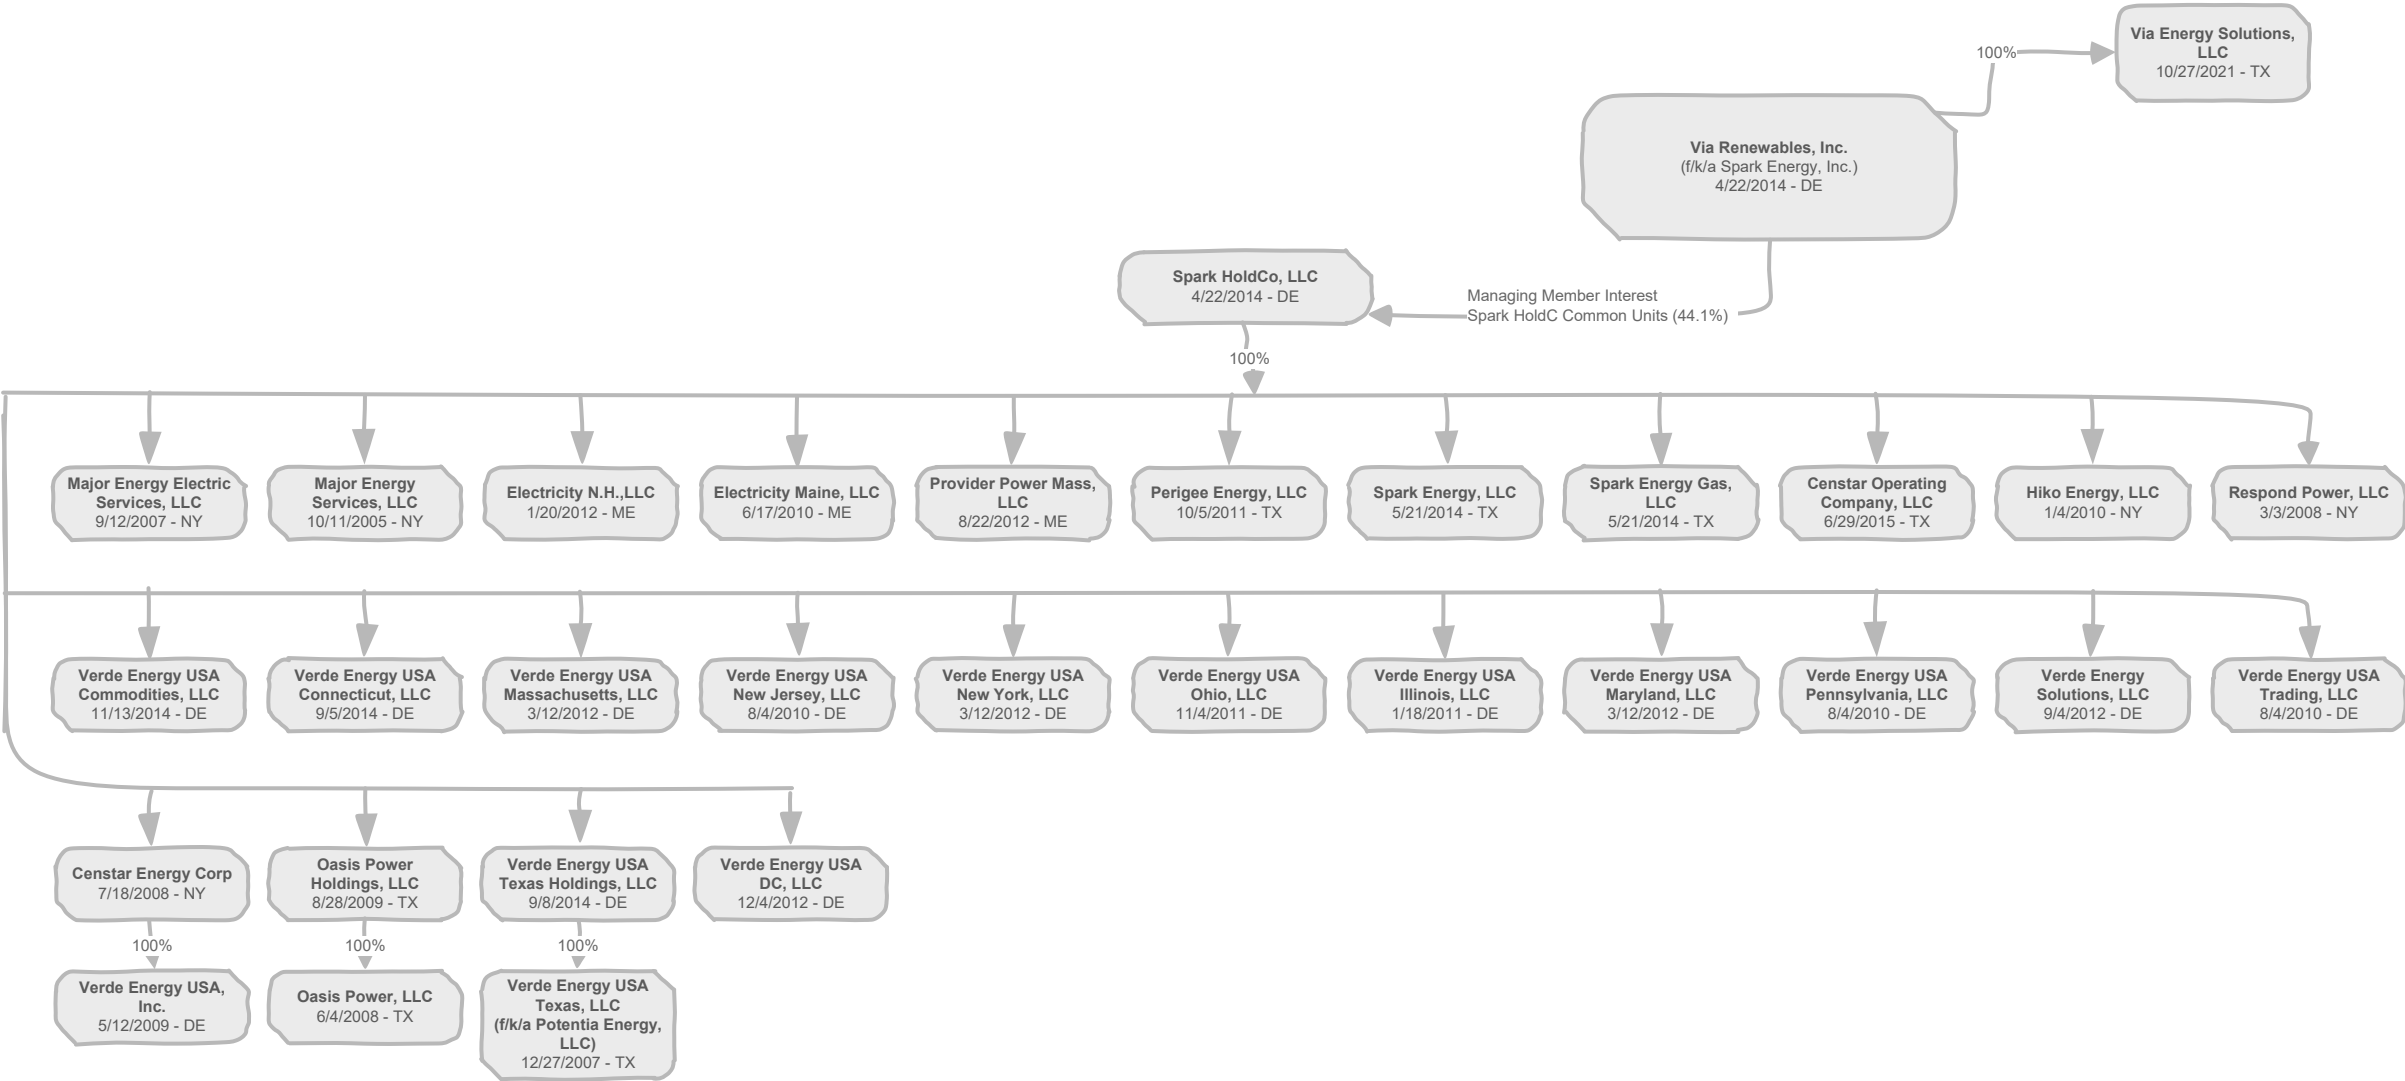 Via Energy Solutions,
LLC
10/27/2021 - TX
100%
Via Renewables, Inc.
(f/k/a Spark Energy, Inc.)
4/22/2014 - DE
Spark HoldCo, LLC
4/22/2014 - DE
Managing Member Interest
Spark HoldC Common Units (44.1%)
100%
Major Energy Electric
Services, LLC
9/12/2007 - NY
Major Energy
Services, LLC
10/11/2005 - NY
Electricity N.H.,LLC
1/20/2012 - ME
Electricity Maine, LLC
6/17/2010 - ME
Provider Power Mass,
LLC
8/22/2012 - ME
Perigee Energy, LLC
10/5/2011 - TX
Spark Energy, LLC
5/21/2014 - TX
Spark Energy Gas,
LLC
5/21/2014 - TX
Censtar Operating
Company, LLC
6/29/2015 - TX
Hiko Energy, LLC
1/4/2010 - NY
Respond Power, LLC
3/3/2008 - NY
Verde Energy USA
Commodities, LLC
11/13/2014 - DE
Verde Energy USA
Connecticut, LLC
9/5/2014 - DE
Verde Energy USA
Massachusetts, LLC
3/12/2012 - DE
Verde Energy USA
New Jersey, LLC
8/4/2010 - DE
Verde Energy USA
New York, LLC
3/12/2012 - DE
Verde Energy USA
Ohio, LLC
11/4/2011 - DE
Verde Energy USA
Illinois, LLC
1/18/2011 - DE
Verde Energy USA
Maryland, LLC
3/12/2012 - DE
Verde Energy USA
Pennsylvania, LLC
8/4/2010 - DE
Verde Energy
Solutions, LLC
9/4/2012 - DE
Verde Energy USA
Trading, LLC
8/4/2010 - DE
Censtar Energy Corp
7/18/2008 - NY
Oasis Power
Holdings, LLC
8/28/2009 - TX
Verde Energy USA
Texas Holdings, LLC
9/8/2014 - DE
Verde Energy USA
DC, LLC
12/4/2012 - DE
100%
100%
100%
Verde Energy USA,
Inc.
5/12/2009 - DE
Oasis Power, LLC
6/4/2008 - TX
Verde Energy USA
Texas, LLC
(f/k/a Potentia Energy,
LLC)
12/27/2007 - TX